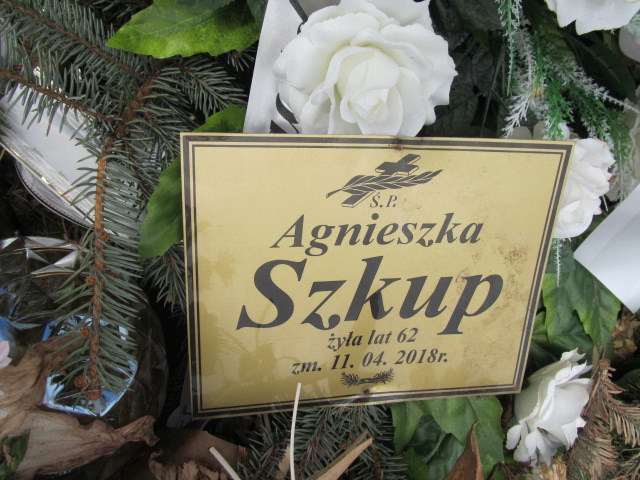 Ś.P.
Agnieszka
Szkup
żyła lat 62
zm. 11. 04. 2018r.